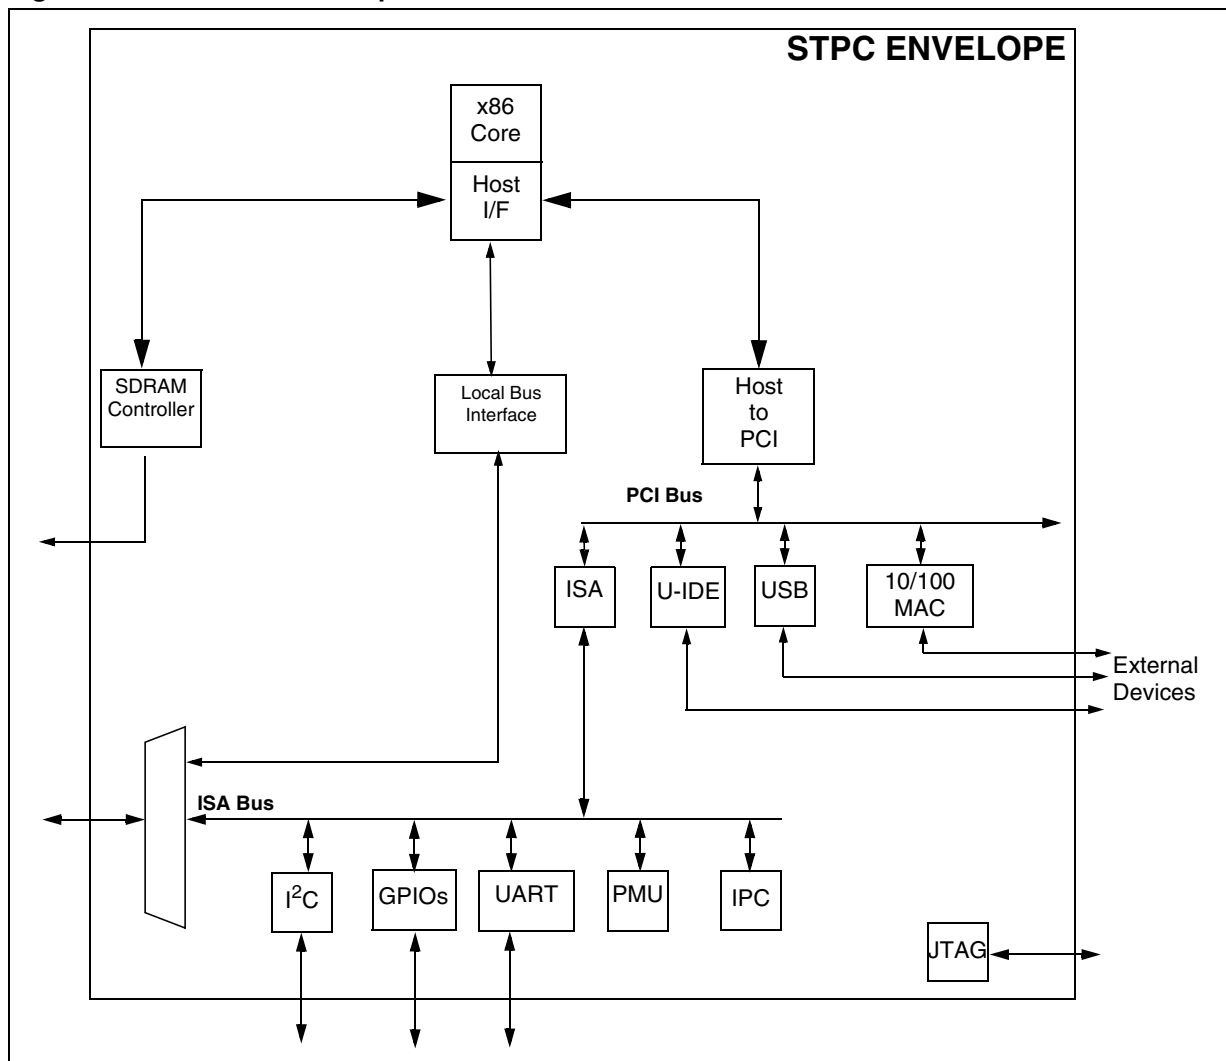 STPC ENVELOPE
x86
Core
Host
I/F
SDRAM
Controller
Local Bus
Interface
Host
to
PCI
PCI Bus
ISA
U-IDE
USB
10/100
MAC
External
Devices
ISA Bus
I²C
GPIOs
UART
PMU
IPC
JTAG